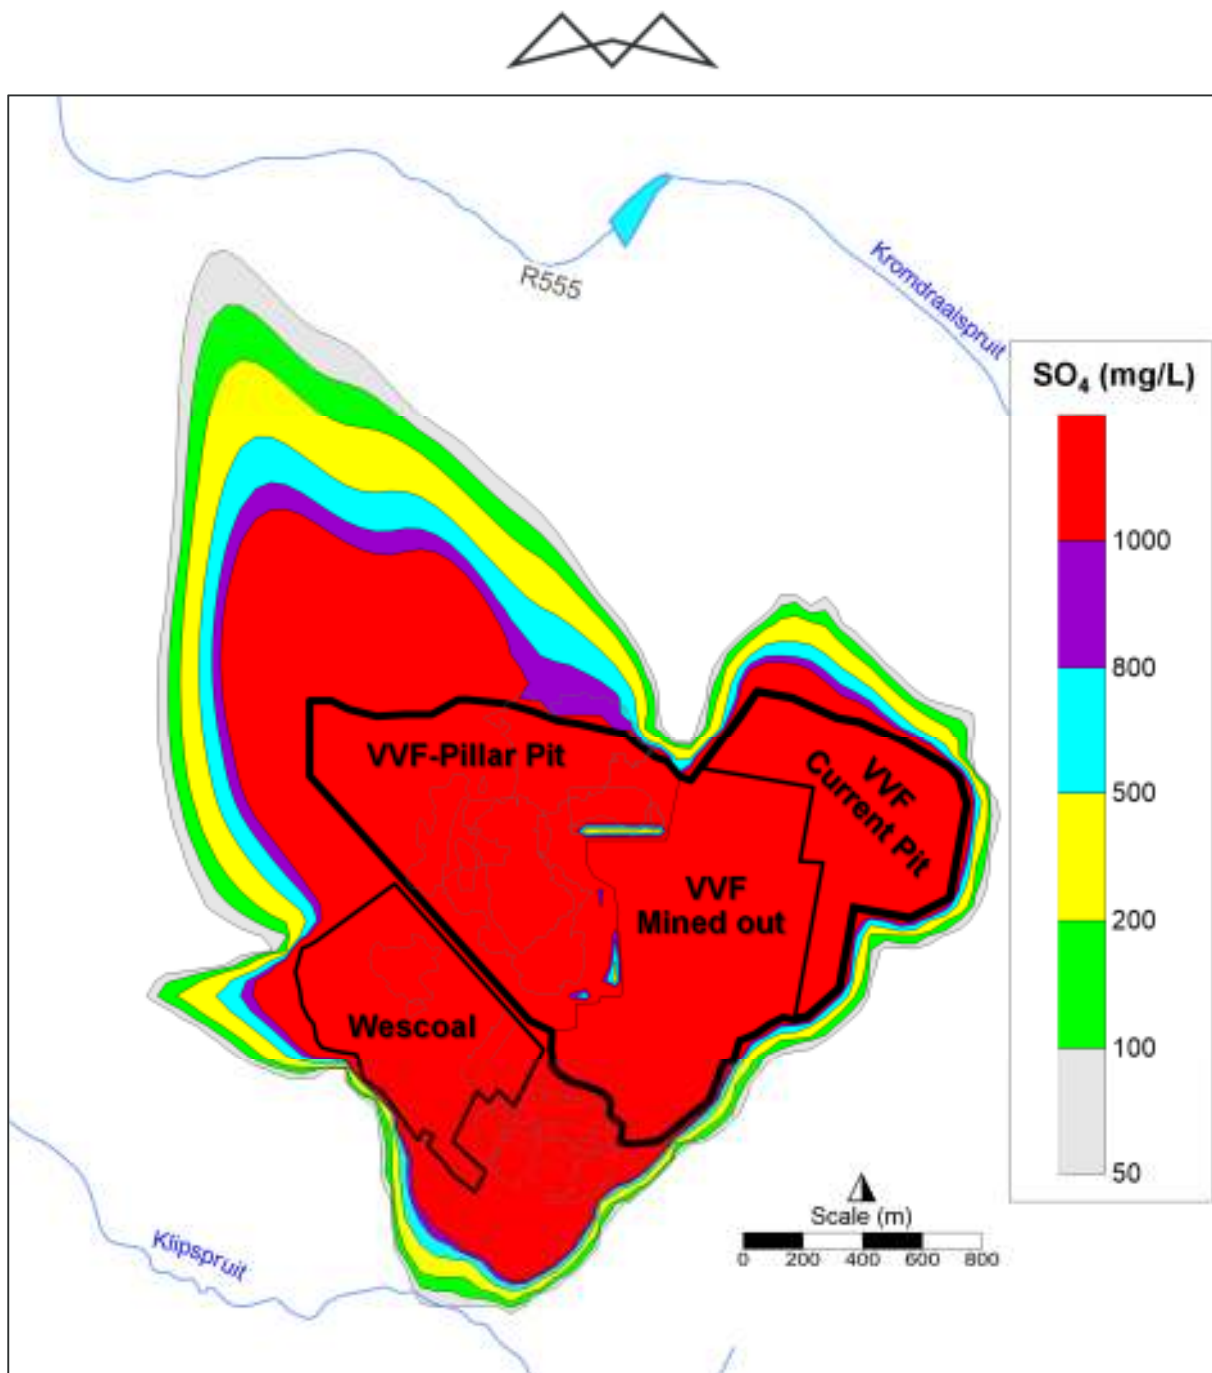 R555
Kromdraaispruit
SO₄ (mg/L)
1000
800
500
200
100
50
VVF-Pillar Pit
VVF
Current Pit
VVF
Mined out
Wescoal
Klipspruit
Scale (m)
0 200 400 600 800